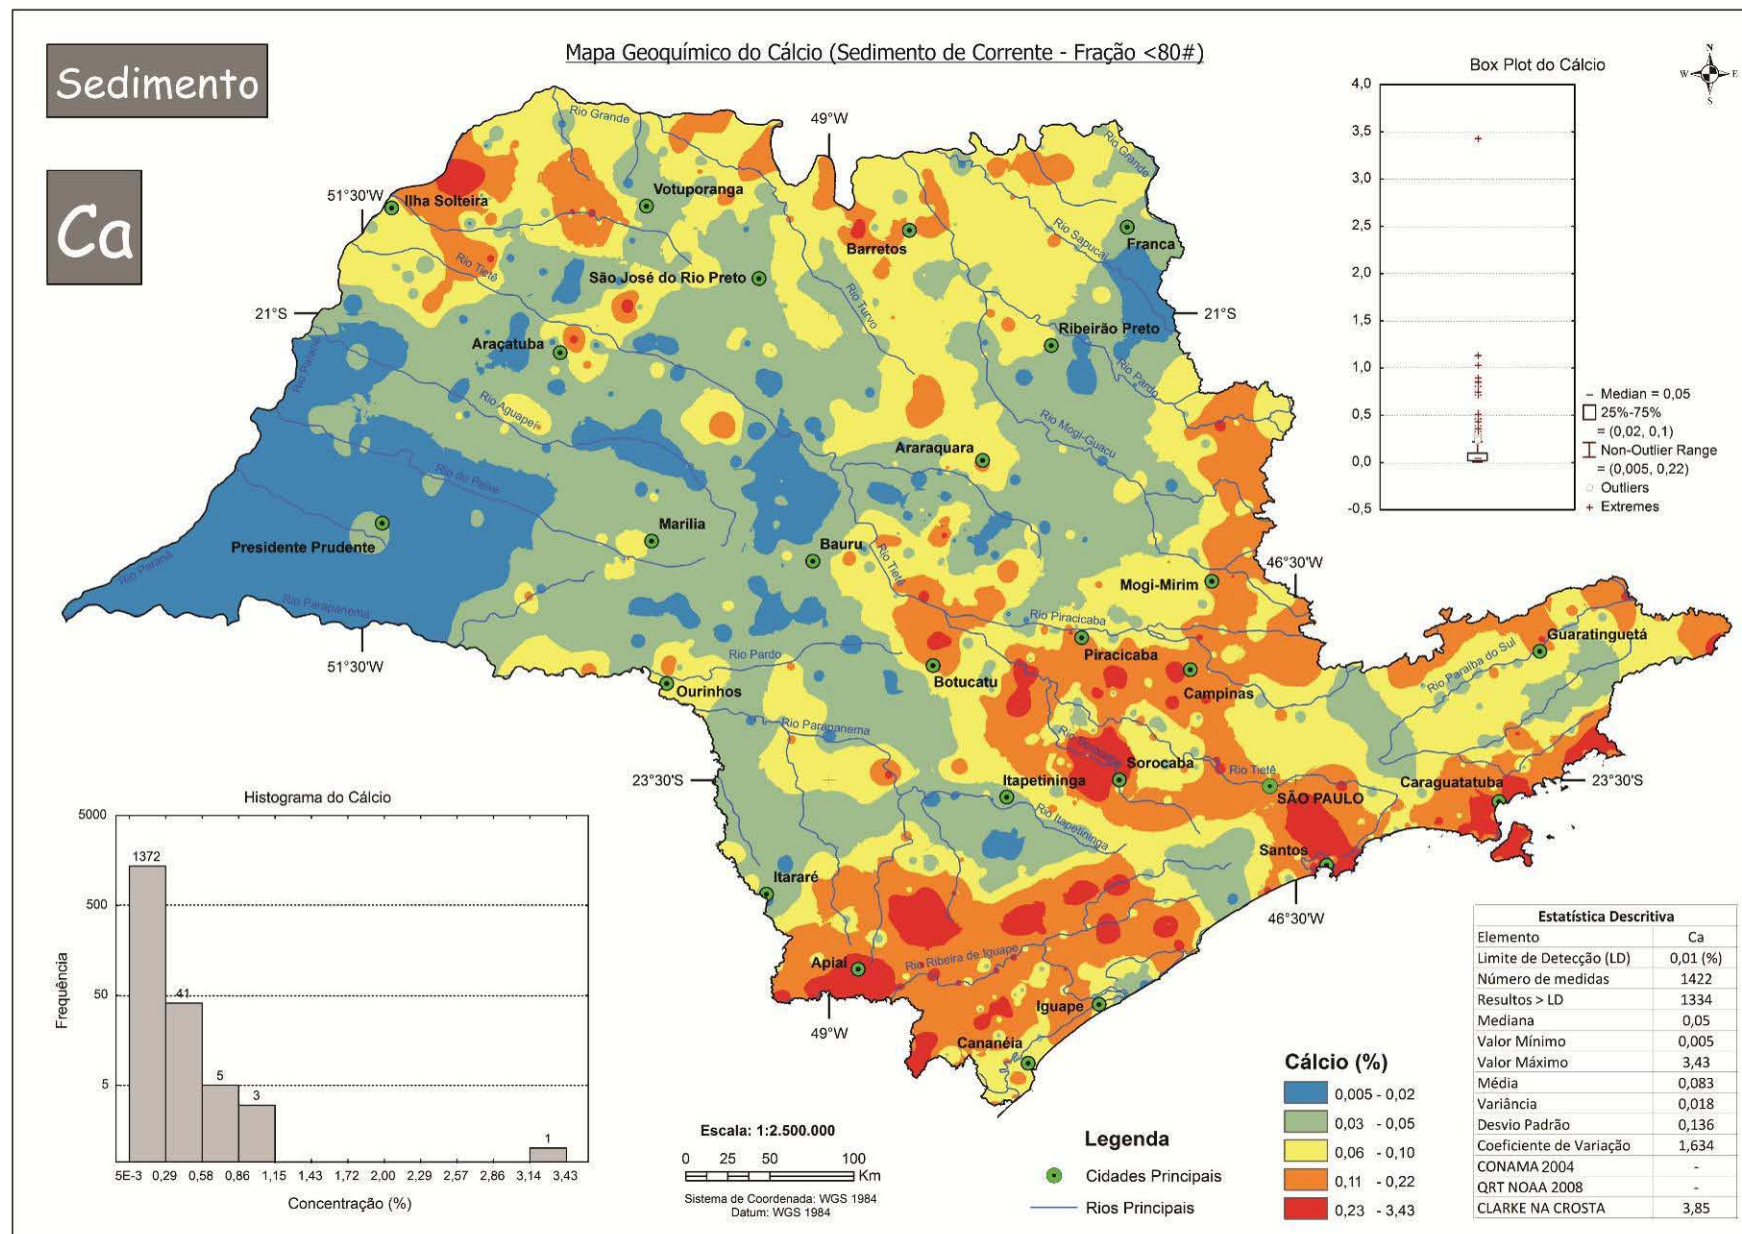 Mapa Geoquímico do Cálcio (Sedimento de Corrente - Fração <80#)
Sedimento
Ca
N
W
E
S
Box Plot do Cálcio
4,0
3,5
3,0
2,5
2,0
1,5
1,0
0,5
0,0
-0,5
Median = 0,05
25%-75%
= (0,02, 0,1)
Non-Outlier Range
= (0,005, 0,22)
Outliers
Extremes
49°W
51°30'W
21°S
21°S
46°30'W
51°30'W
23°30'S
23°30'S
46°30'W
49°W
Rio Grande
Rio Grande
Votuporanga
Ilha Solteira
Barretos
Franca
Rio Sapucaí
Rio Tietê
São José do Rio Preto
Rio Turvo
Ribeirão Preto
Araçatuba
Rio Paraná
Rio Pardo
Rio Aguapeí
Rio Mogi-Guaçu
Araraquara
Rio do Peixe
Marília
Presidente Prudente
Bauru
Rio Tietê
Rio Paraná
Mogi-Mirim
Rio Parapanema
Rio Piracicaba
Piracicaba
Guaratinguetá
Rio Paraíba do Sul
Rio Pardo
Botucatu
Campinas
Ourinhos
Rio Parapanema
Sorocaba
Rio Tietê
Itapetininga
Caraguatatuba
SÃO PAULO
Rio Itapetininga
Santos
Itararé
Apiaí
Rio Ribeira de Iguape
Iguape
Cananéia
Histograma do Cálcio
5000
500
50
5
1372
41
5
3
1
Frequência
5E-3 0,29 0,58 0,86 1,15 1,43 1,72 2,00 2,29 2,57 2,86 3,14 3,43
Concentração (%)
Escala: 1:2.500.000
0 25 50 100
Km
Sistema de Coordenada: WGS 1984
Datum: WGS 1984
Legenda
Cidades Principais
Rios Principais
Cálcio (%)
0,005 - 0,02
0,03 - 0,05
0,06 - 0,10
0,11 - 0,22
0,23 - 3,43
Estatística Descritiva
Elemento Ca
Limite de Detecção (LD) 0,01 (%)
Número de medidas 1422
Resultos > LD 1334
Mediana 0,05
Valor Mínimo 0,005
Valor Máximo 3,43
Média 0,083
Variância 0,018
Desvio Padrão 0,136
Coeficiente de Variação 1,634
CONAMA 2004 -
QRT NOAA 2008 -
CLARKE NA CROSTA 3,85